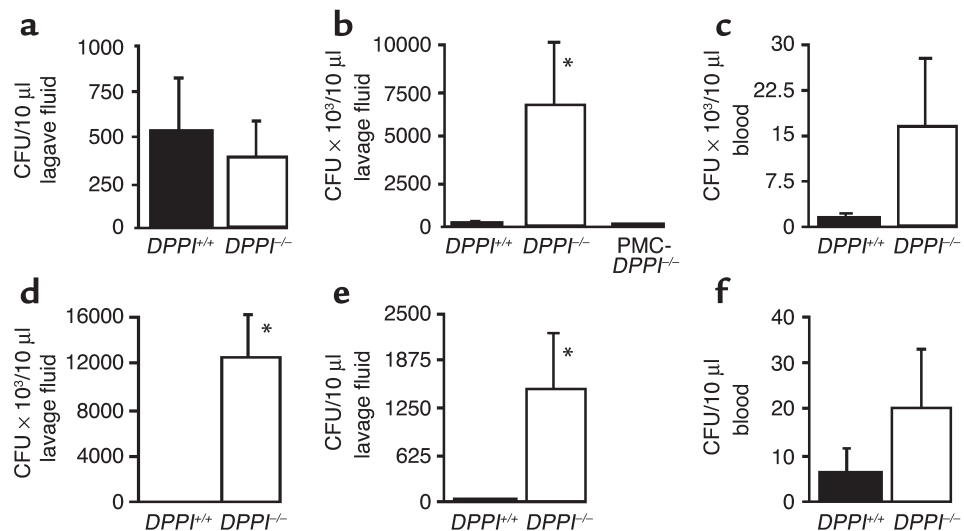 a
CFU/10 µl
lagave fluid
1000
750
500
250
0
DPPI+/+ DPPI–/–
b
CFU × 10³/10 µl
lavage fluid
10000
7500
5000
2500
0
*
DPPI+/+ DPPI–/– PMC-
DPPI–/–
c
CFU × 10³/10 µl
blood
30
22.5
15
7.5
0
DPPI+/+ DPPI–/–
d
CFU × 10³/10 µl
lavage fluid
16000
12000
8000
4000
0
*
DPPI+/+ DPPI–/–
e
CFU/10 µl
lavage fluid
2500
1875
1250
625
0
*
DPPI+/+ DPPI–/–
f
CFU/10 µl
blood
40
30
20
10
0
DPPI+/+ DPPI–/–